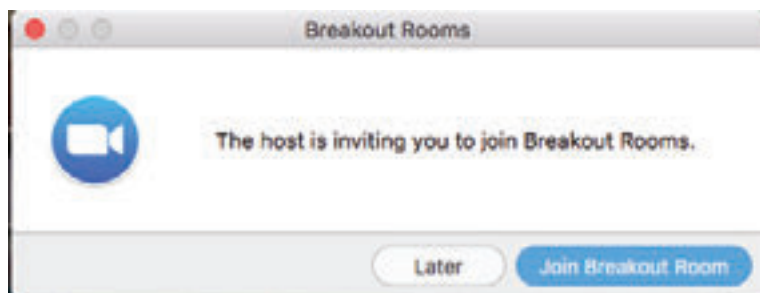 Breakout Rooms
The host is inviting you to join Breakout Rooms.
Later
Join Breakout Room